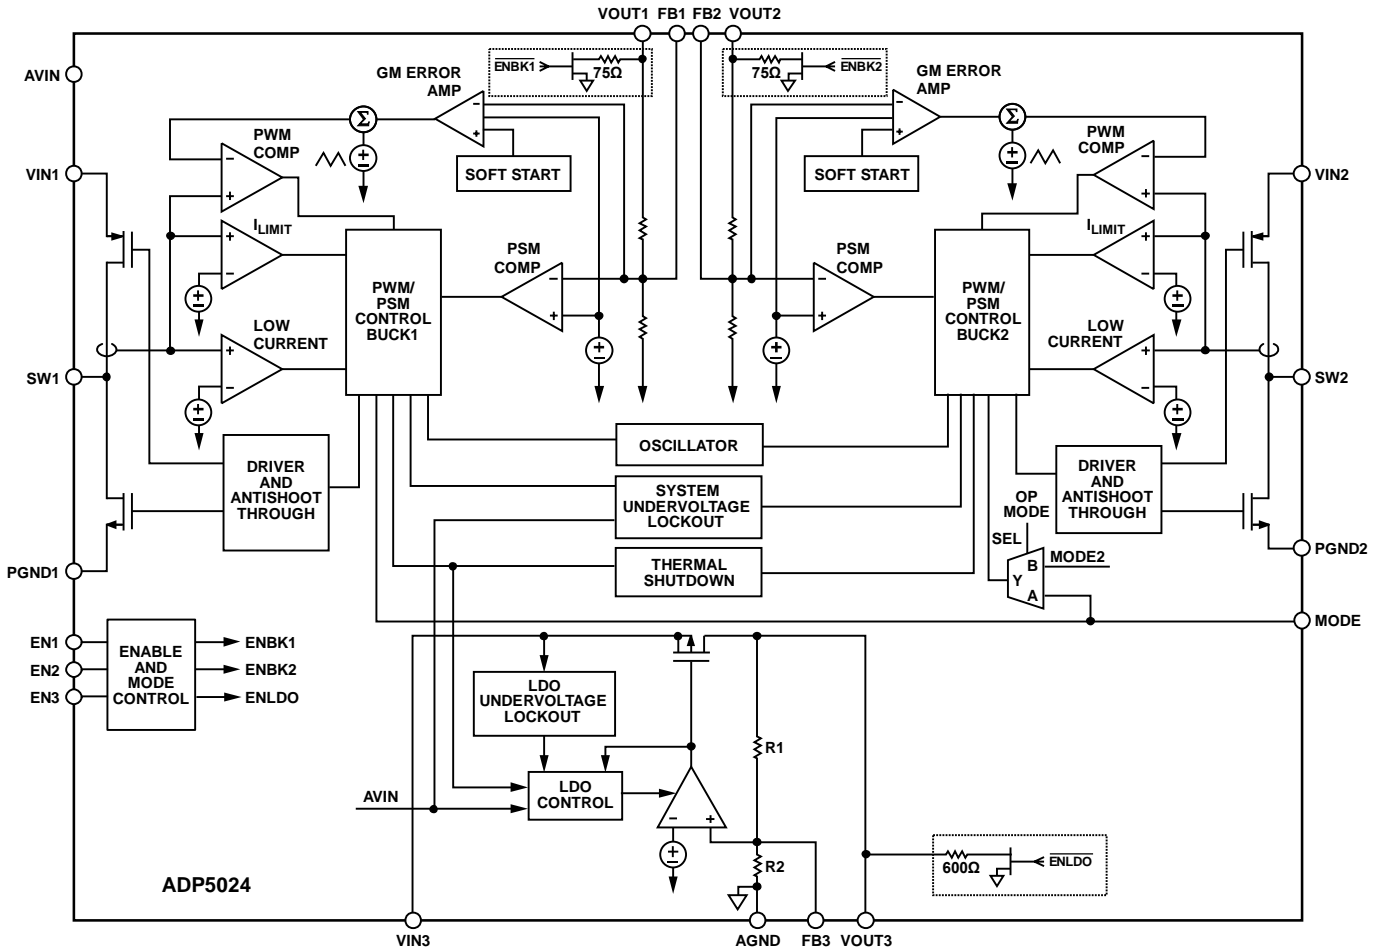 VOUT1 FB1 FB2 VOUT2
AVIN
ENBK1
75Ω
75Ω
ENBK2
GM ERROR
AMP
GM ERROR
AMP
Σ
Σ
PWM
COMP
PWM
COMP
− +
− +
− +
− +
SOFT START
SOFT START
VIN1
VIN2
ILIMIT
ILIMIT
+ −
+ −
PWM/
PSM
CONTROL
BUCK1
PSM
COMP
− +
PSM
COMP
− +
PWM/
PSM
CONTROL
BUCK2
LOW
CURRENT
LOW
CURRENT
+ −
+ −
SW1
SW2
DRIVER
AND
ANTISHOOT
THROUGH
OSCILLATOR
DRIVER
AND
ANTISHOOT
THROUGH
SYSTEM
UNDERVOLTAGE
LOCKOUT
OP
MODE
SEL
B
MODE2
Y
A
THERMAL
SHUTDOWN
PGND1
PGND2
MODE
EN1
EN2
EN3
ENABLE
AND
MODE
CONTROL
ENBK1
ENBK2
ENLDO
LDO
UNDERVOLTAGE
LOCKOUT
R1
AVIN
LDO
CONTROL
− +
R2
600Ω
ENLDO
ADP5024
VIN3
AGND FB3 VOUT3